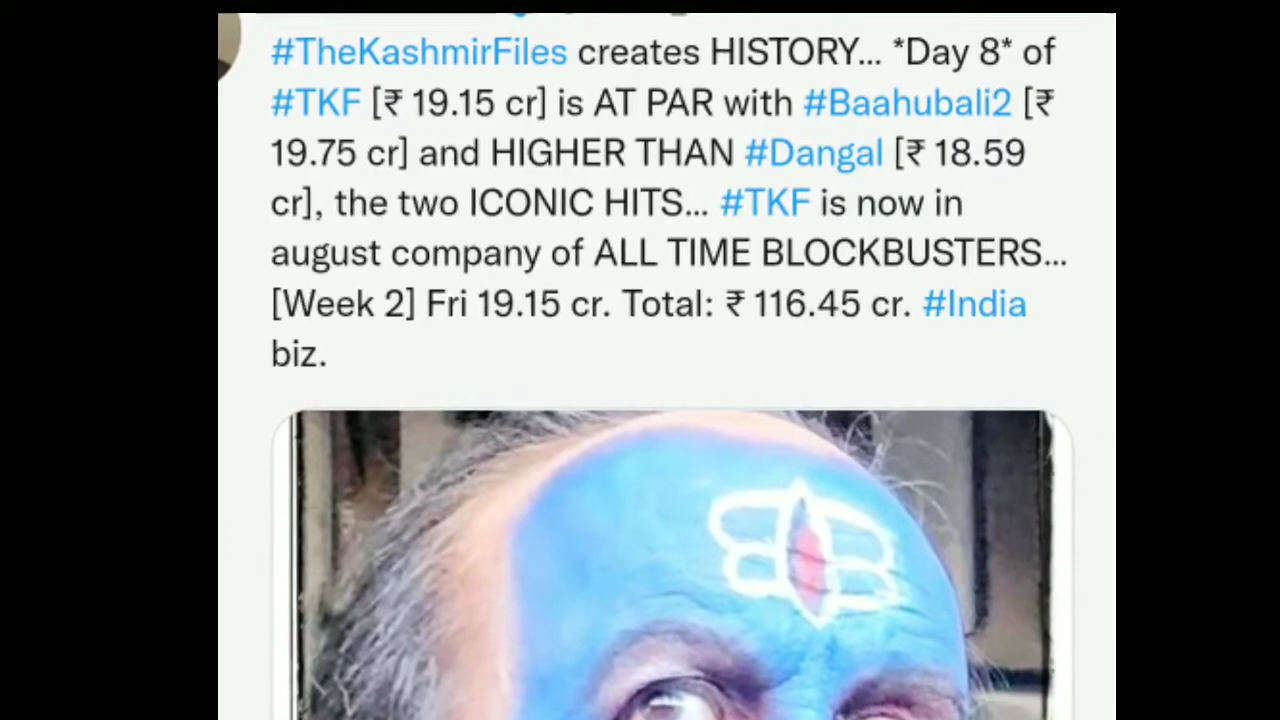 #TheKashmirFiles creates HISTORY... *Day 8* of
#TKF [₹ 19.15 cr] is AT PAR with #Baahubali2 [₹
19.75 cr] and HIGHER THAN #Dangal [₹ 18.59
cr], the two ICONIC HITS... #TKF is now in
august company of ALL TIME BLOCKBUSTERS...
[Week 2] Fri 19.15 cr. Total: ₹ 116.45 cr. #India
biz.